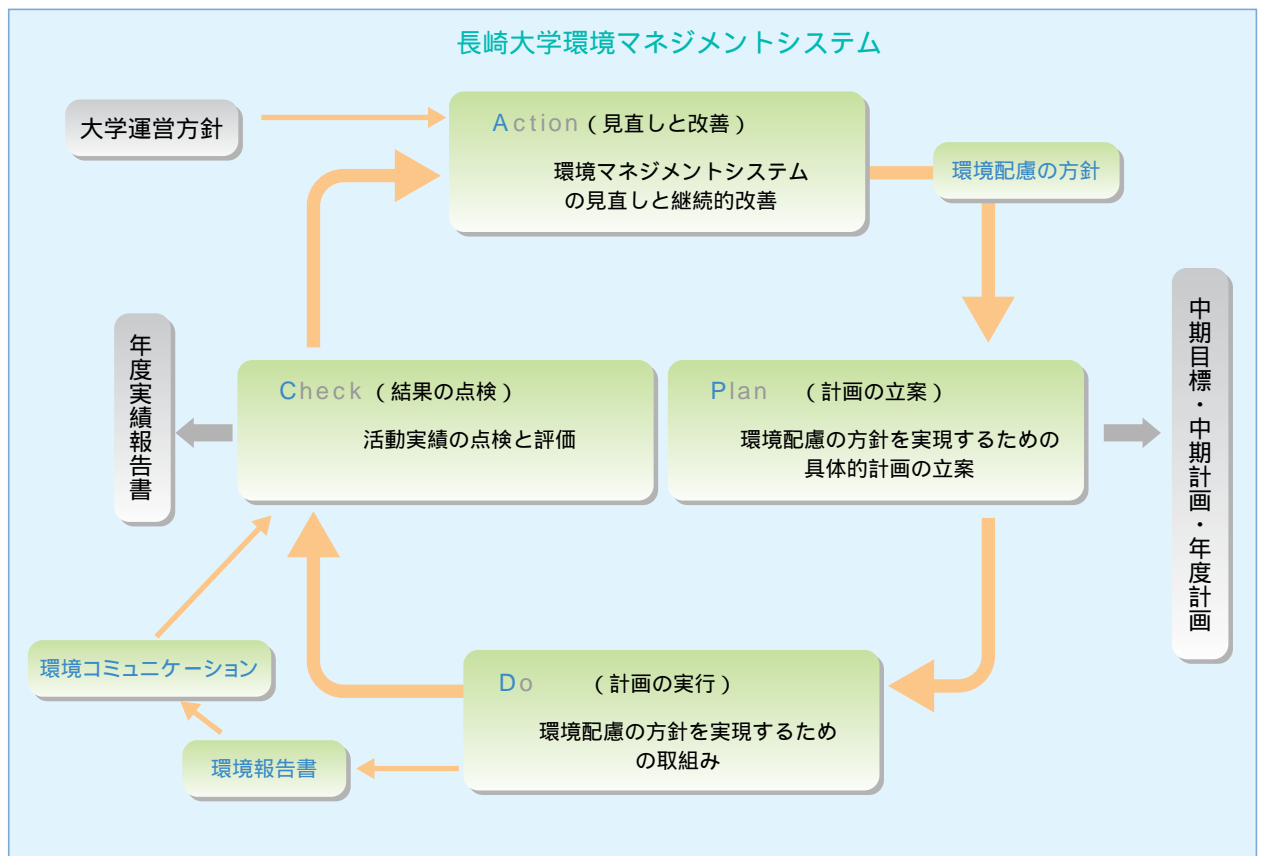 長崎大学環境マネジメントシステム
大学運営方針
Action(見直しと改善)
環境マネジメントシステム
の見直しと継続的改善
環境配慮の方針
年度実績報告書
Check(結果の点検)
活動実績の点検と評価
Plan (計画の立案)
環境配慮の方針を実現するための
具体的計画の立案
中期目標・中期計画・年度計画
環境コミュニケーション
Do (計画の実行)
環境配慮の方針を実現するため
の取組み
環境報告書